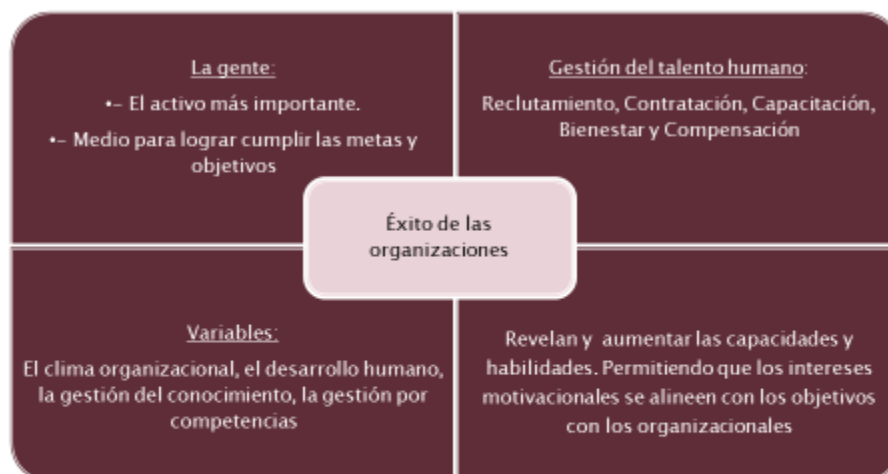 La gente:
•– El activo más importante.
•– Medio para lograr cumplir las metas y
objetivos
Gestión del talento humano:
Reclutamiento, Contratación, Capacitación,
Bienestar y Compensación
Éxito de las
organizaciones
Variables:
El clima organizacional, el desarrollo humano,
la gestión del conocimiento, la gestión por
competencias
Revelan y aumentar las capacidades y
habilidades. Permitiendo que los intereses
motivacionales se alineen con los objetivos
con los organizacionales